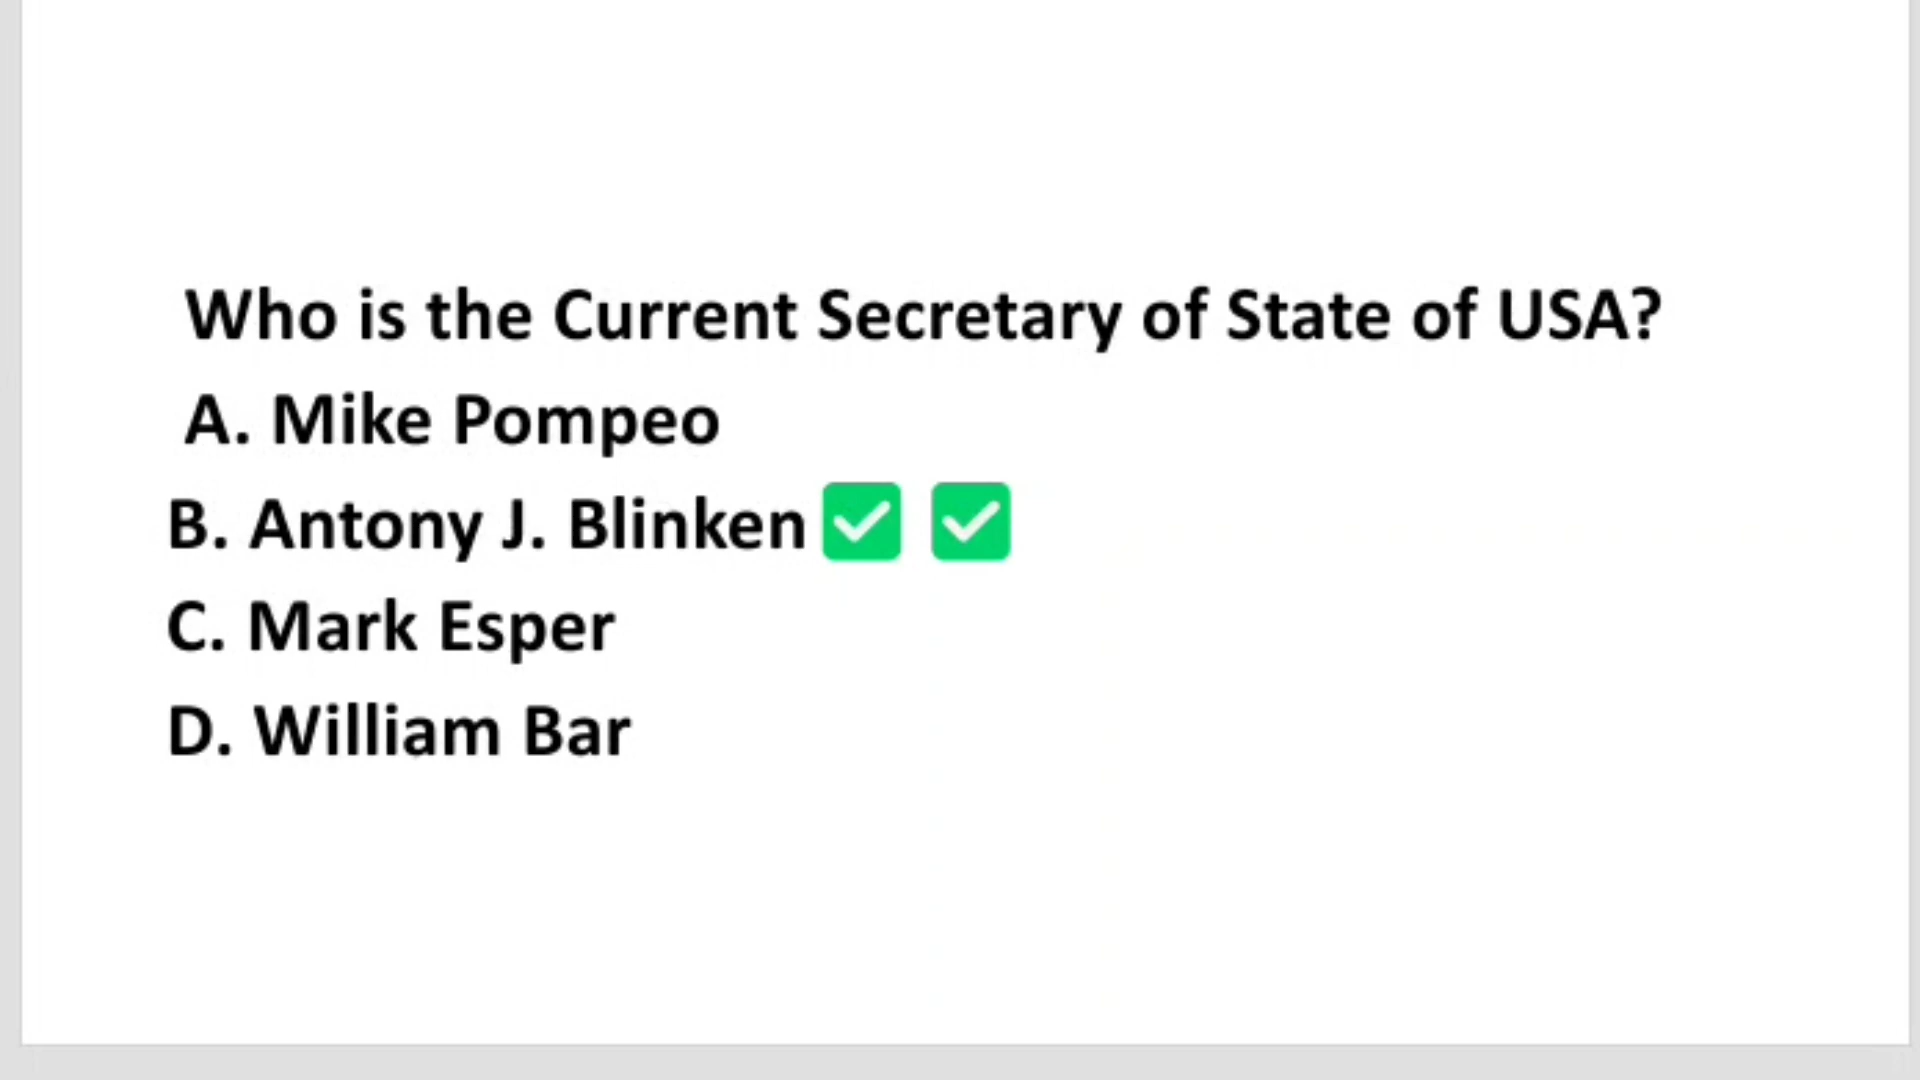 Who is the Current Secretary of State of USA?
A. Mike Pompeo
B. Antony J. Blinken ✅ ✅
C. Mark Esper
D. William Bar